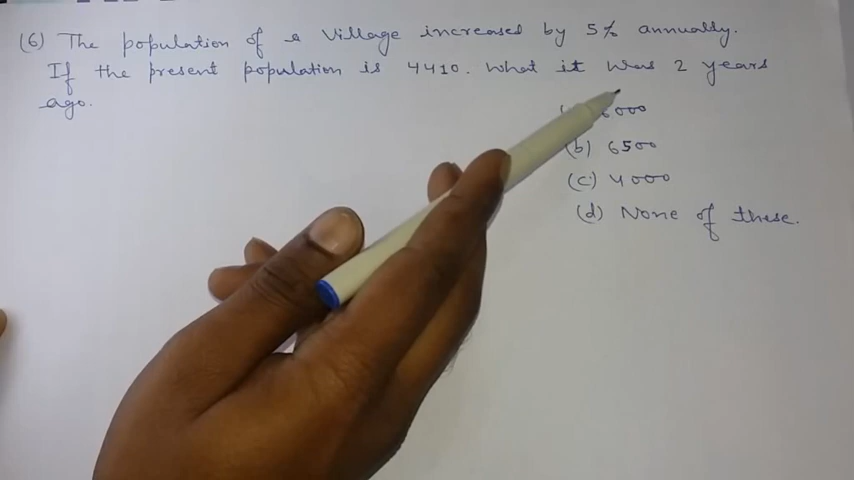 (6) The population of a Village increased by 5% annually.
If the present population is 4410. What it was 2 years
ago.
6000
(b) 6500
(c) 4000
(d) None of these.